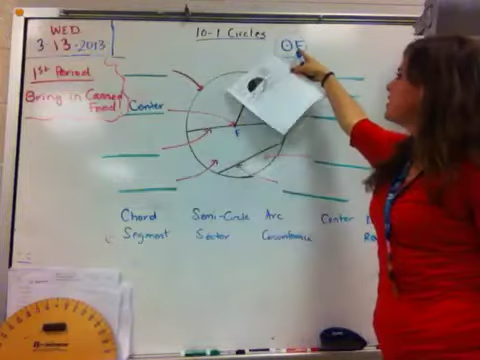 WED
3-13-2013
1st Period
Bring in Canned
Food
10-1 Circles
⊙F
Center
F
Chord Semi-Circle Arc Center
Segment Sector Circumference